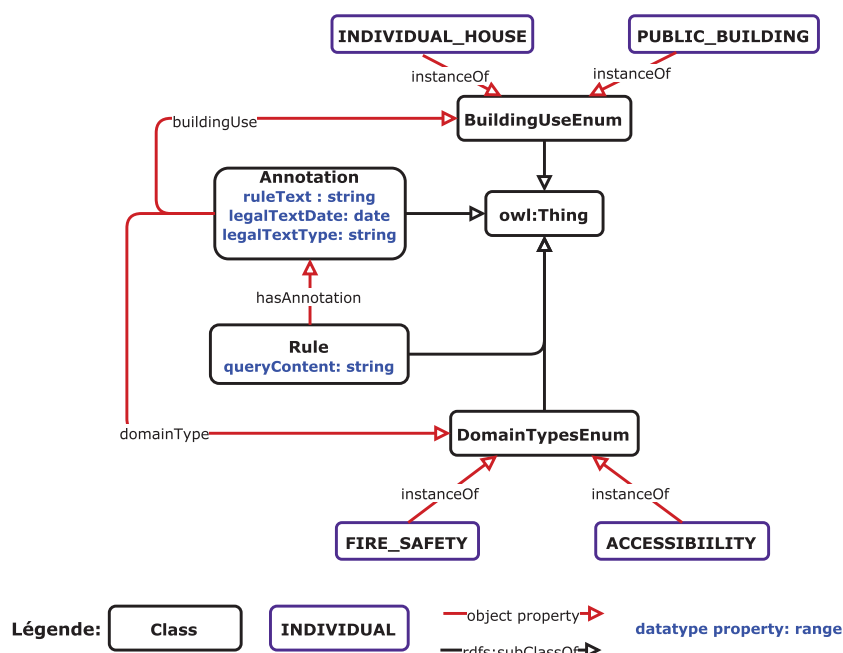 INDIVIDUAL_HOUSE
PUBLIC_BUILDING
instanceOf
instanceOf
buildingUse
BuildingUseEnum
Annotation
ruleText : string
legalTextDate: date
legalTextType: string
owl:Thing
hasAnnotation
Rule
queryContent: string
domainType
DomainTypesEnum
instanceOf
instanceOf
FIRE_SAFETY
ACCESSIBIILITY
Légende:
Class
INDIVIDUAL
object property
datatype property: range
rdfs:subClassOf